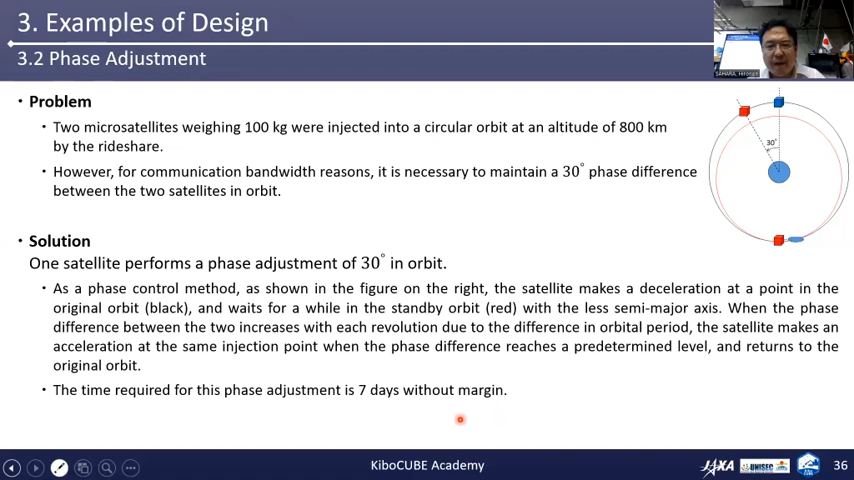 3. Examples of Design
3.2 Phase Adjustment
SAHARA, Hironori
• Problem
• Two microsatellites weighing 100 kg were injected into a circular orbit at an altitude of 800 km
by the rideshare.
• However, for communication bandwidth reasons, it is necessary to maintain a 30° phase difference
between the two satellites in orbit.
30°
• Solution
One satellite performs a phase adjustment of 30° in orbit.
• As a phase control method, as shown in the figure on the right, the satellite makes a deceleration at a point in the
original orbit (black), and waits for a while in the standby orbit (red) with the less semi-major axis. When the phase
difference between the two increases with each revolution due to the difference in orbital period, the satellite makes an
acceleration at the same injection point when the phase difference reaches a predetermined level, and returns to the
original orbit.
• The time required for this phase adjustment is 7 days without margin.
KiboCUBE Academy
JAXA
UNISEC
36